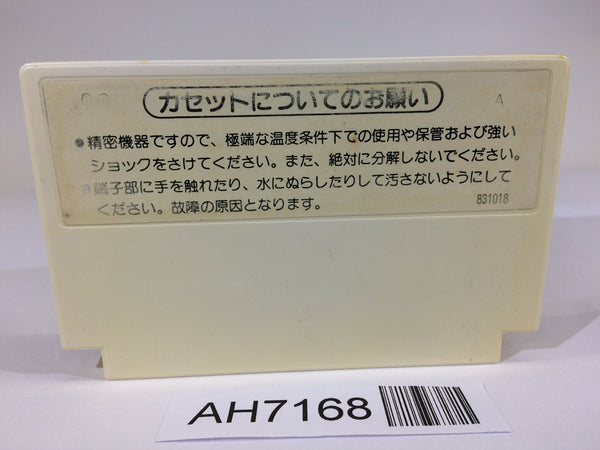 カセットについてのお願い
A
●精密機器ですので、極端な温度条件下での使用や保管および強い
ショックをさけてください。また、絶対に分解しないでください。
●端子部に手を触れたり、水にぬらしたりして汚さないようにして
ください。故障の原因となります。
831018
AH7168